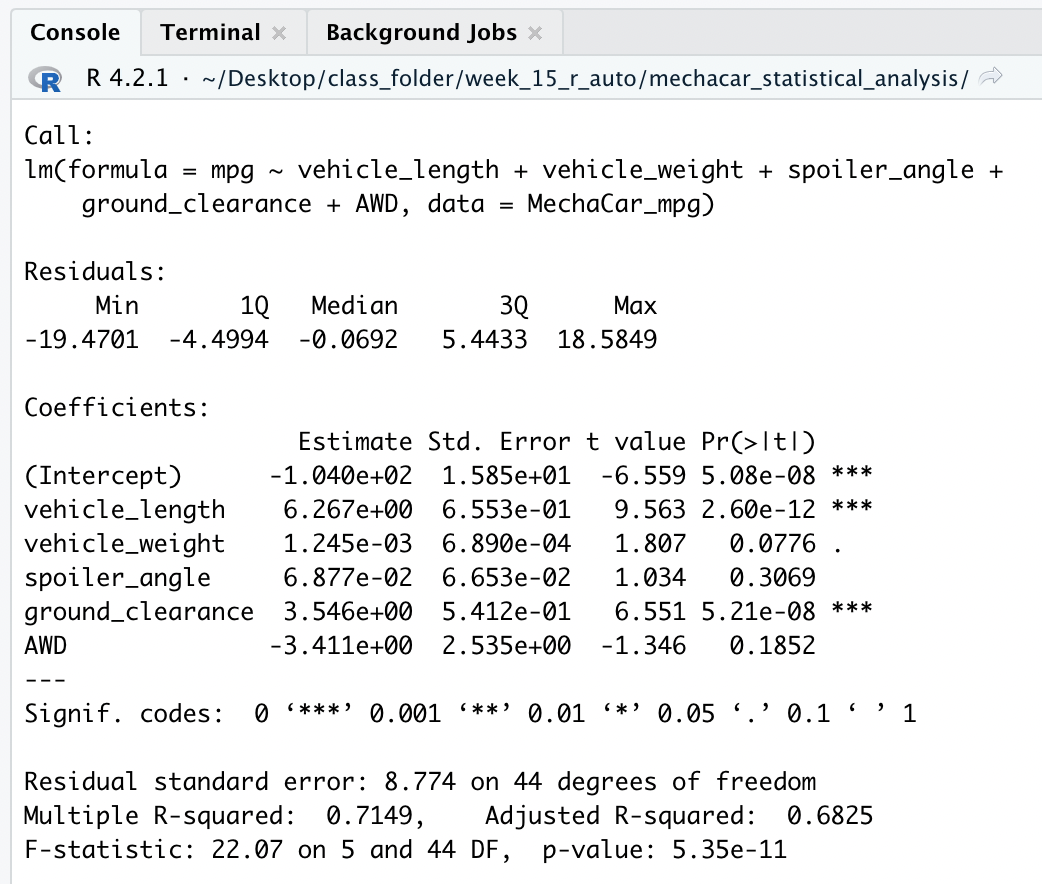 Console Terminal × Background Jobs ×
R R 4.2.1 · ~/Desktop/class_folder/week_15_r_auto/mechacar_statistical_analysis/
Call:
lm(formula = mpg ~ vehicle_length + vehicle_weight + spoiler_angle +
    ground_clearance + AWD, data = MechaCar_mpg)
Residuals:
     Min       1Q   Median       3Q      Max
-19.4701  -4.4994  -0.0692   5.4433  18.5849
Coefficients:
                   Estimate Std. Error t value Pr(>|t|)
(Intercept)      -1.040e+02  1.585e+01  -6.559 5.08e-08 ***
vehicle_length    6.267e+00  6.553e-01   9.563 2.60e-12 ***
vehicle_weight    1.245e-03  6.890e-04   1.807   0.0776 .
spoiler_angle     6.877e-02  6.653e-02   1.034   0.3069
ground_clearance  3.546e+00  5.412e-01   6.551 5.21e-08 ***
AWD              -3.411e+00  2.535e+00  -1.346   0.1852
---
Signif. codes:  0 ‘***’ 0.001 ‘**’ 0.01 ‘*’ 0.05 ‘.’ 0.1 ‘ ’ 1
Residual standard error: 8.774 on 44 degrees of freedom
Multiple R-squared:  0.7149,    Adjusted R-squared:  0.6825
F-statistic: 22.07 on 5 and 44 DF,  p-value: 5.35e-11